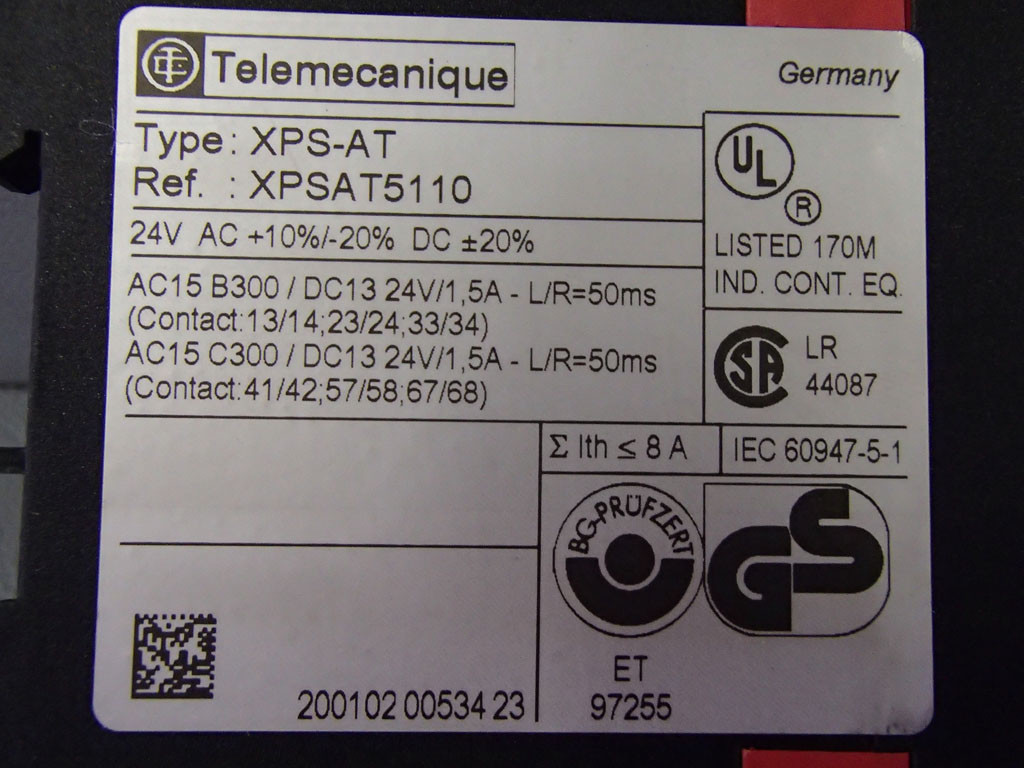 Telemecanique
Germany
Type : XPS-AT
Ref. : XPSAT5110
24V AC +10%/-20% DC ±20%
AC15 B300 / DC13 24V/1,5A - L/R=50ms
(Contact:13/14;23/24;33/34)
AC15 C300 / DC13 24V/1,5A - L/R=50ms
(Contact:41/42;57/58;67/68)
UL
®
LISTED 170M
IND. CONT. EQ.
SA
LR
44087
Σ Ith ≤ 8 A
IEC 60947-5-1
BG-PRÜFZERT
GS
ET
97255
200102 00534 23